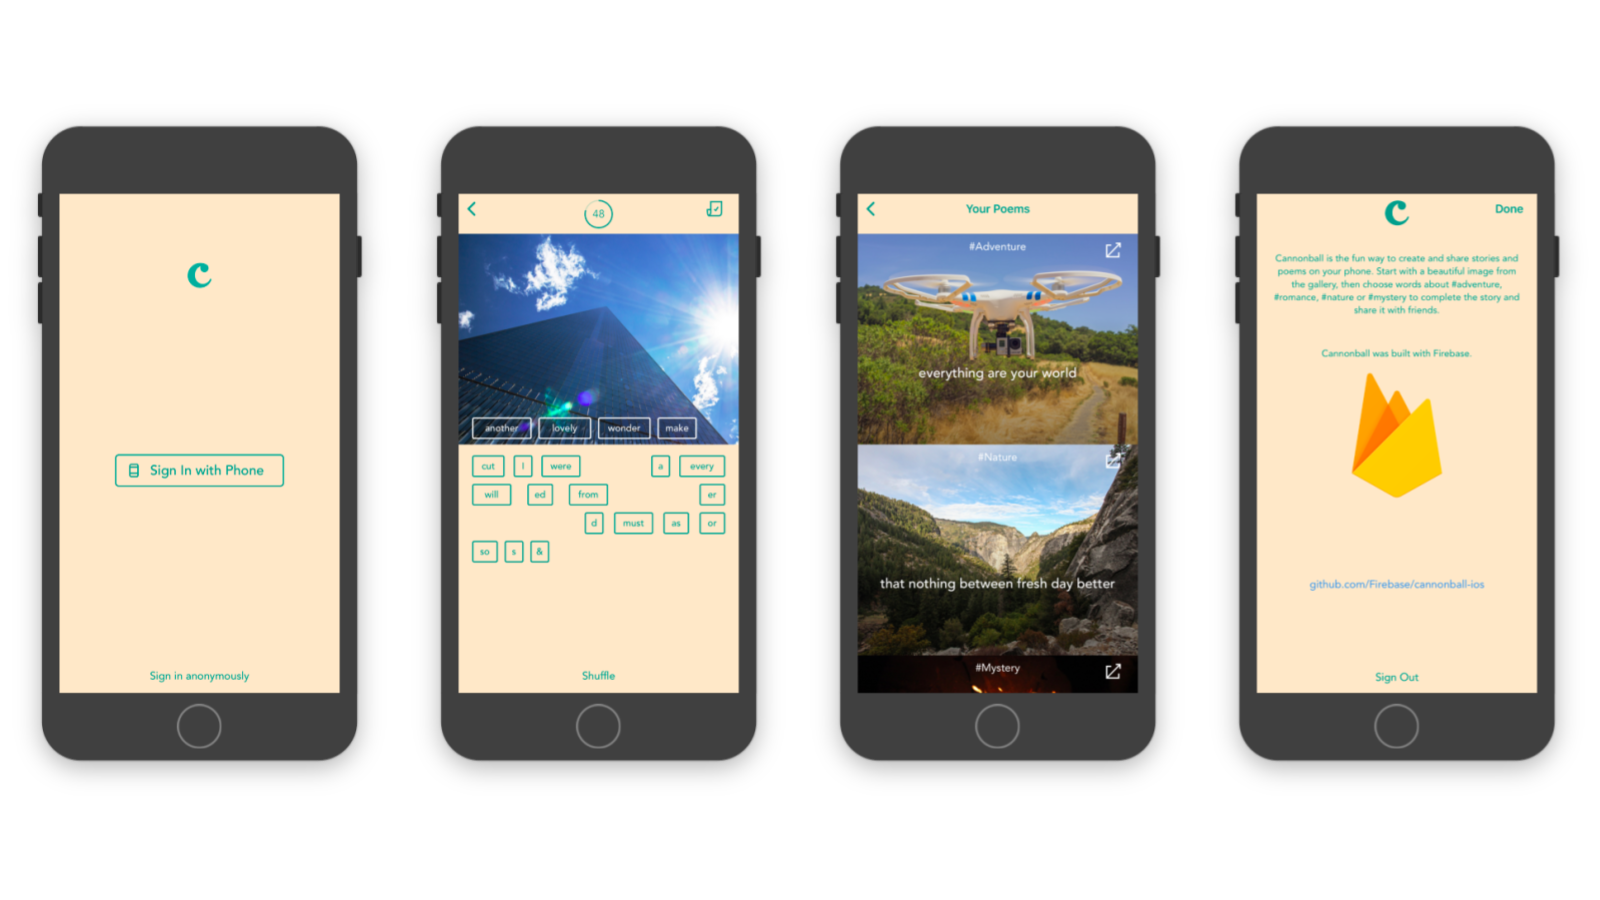 c
Sign In with Phone
Sign in anonymously
48
another lovely wonder make
cut I were a every
will ed from er
d must as or
so s &
Shuffle
Your Poems
#Adventure
everything are your world
#Nature
that nothing between fresh day better
#Mystery
c
Done
Cannonball is the fun way to create and share stories and
poems on your phone. Start with a beautiful image from
the gallery, then choose words about #adventure,
#romance, #nature or #mystery to complete the story and
share it with friends.
Cannonball was built with Firebase.
github.com/Firebase/cannonball-ios
Sign Out